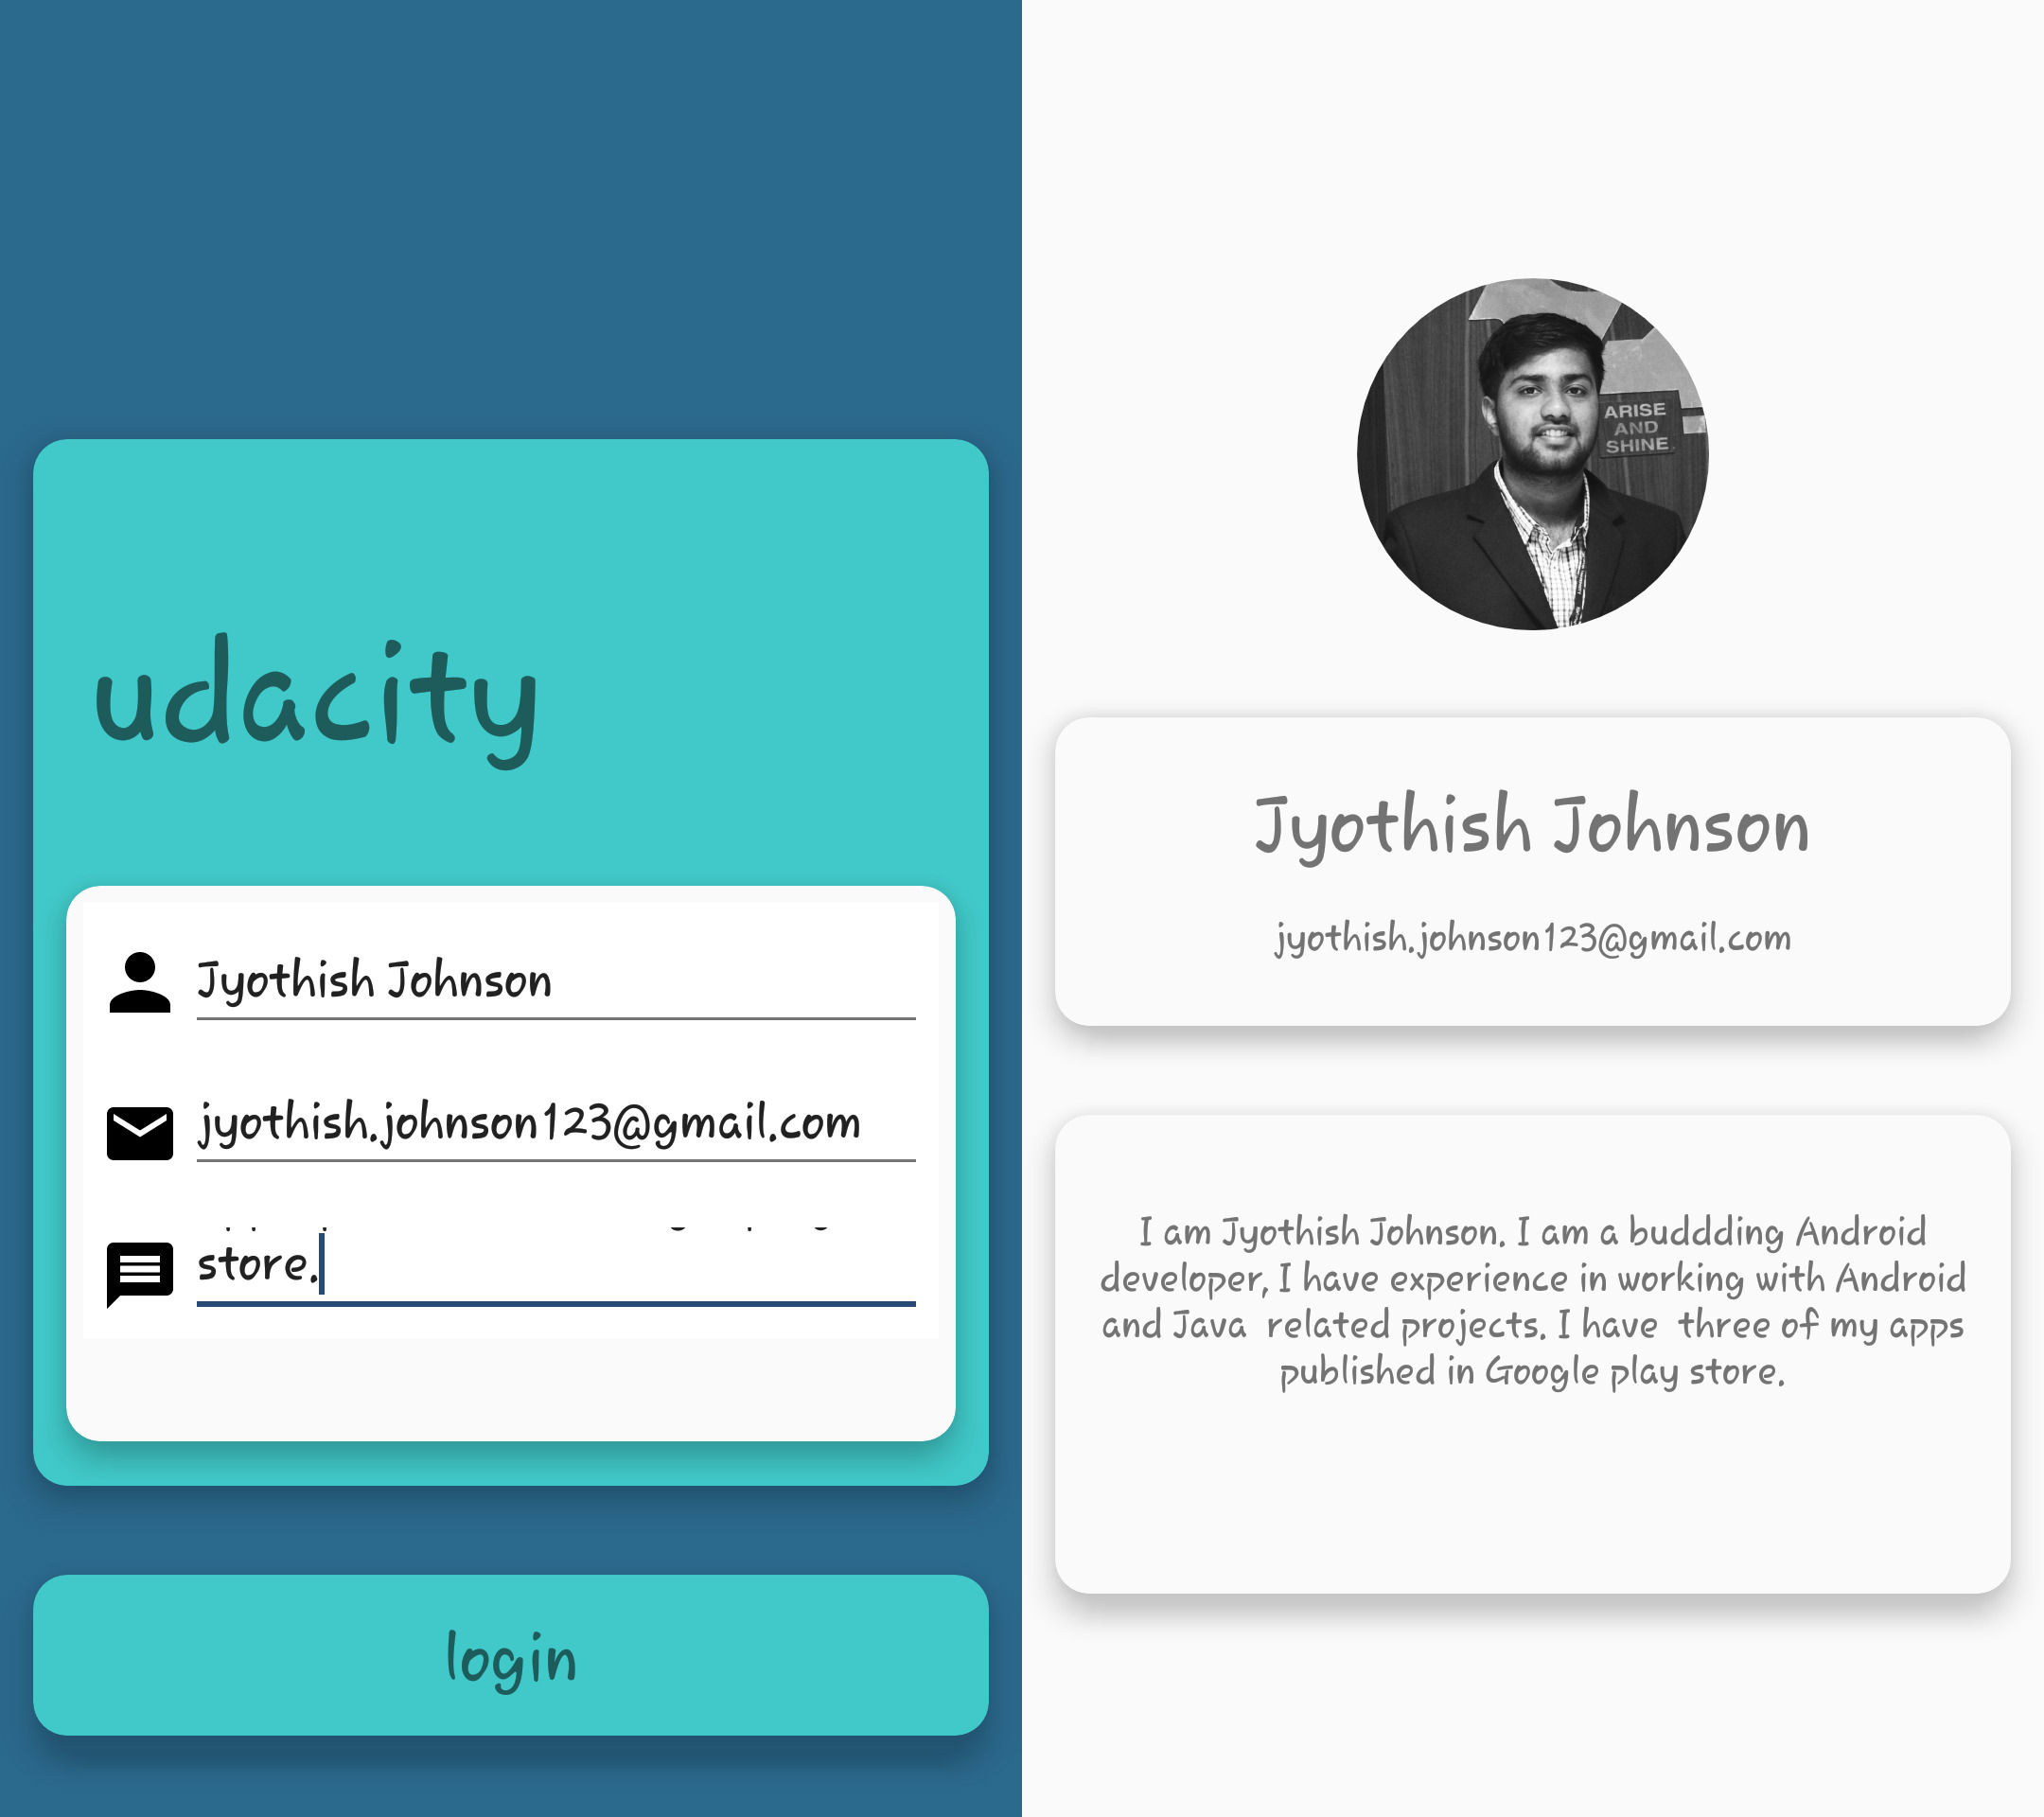 udacity
Jyothish Johnson
jyothish.johnson123@gmail.com
store.
login
ARISE
AND
SHINE
Jyothish Johnson
jyothish.johnson123@gmail.com
I am Jyothish Johnson. I am a buddding Android
developer, I have experience in working with Android
and Java  related projects. I have  three of my apps
published in Google play store.